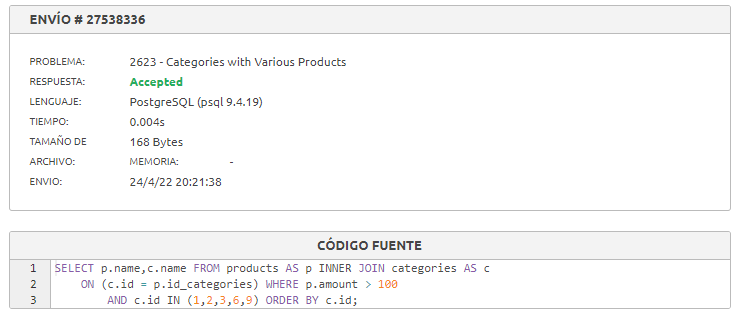 ENVÍO # 27538336
PROBLEMA: 2623 - Categories with Various Products
RESPUESTA: Accepted
LENGUAJE: PostgreSQL (psql 9.4.19)
TIEMPO: 0.004s
TAMAÑO DE 168 Bytes
ARCHIVO: MEMORIA: -
ENVIO: 24/4/22 20:21:38
CÓDIGO FUENTE
1 SELECT p.name,c.name FROM products AS p INNER JOIN categories AS c
2 ON (c.id = p.id_categories) WHERE p.amount > 100
3 AND c.id IN (1,2,3,6,9) ORDER BY c.id;